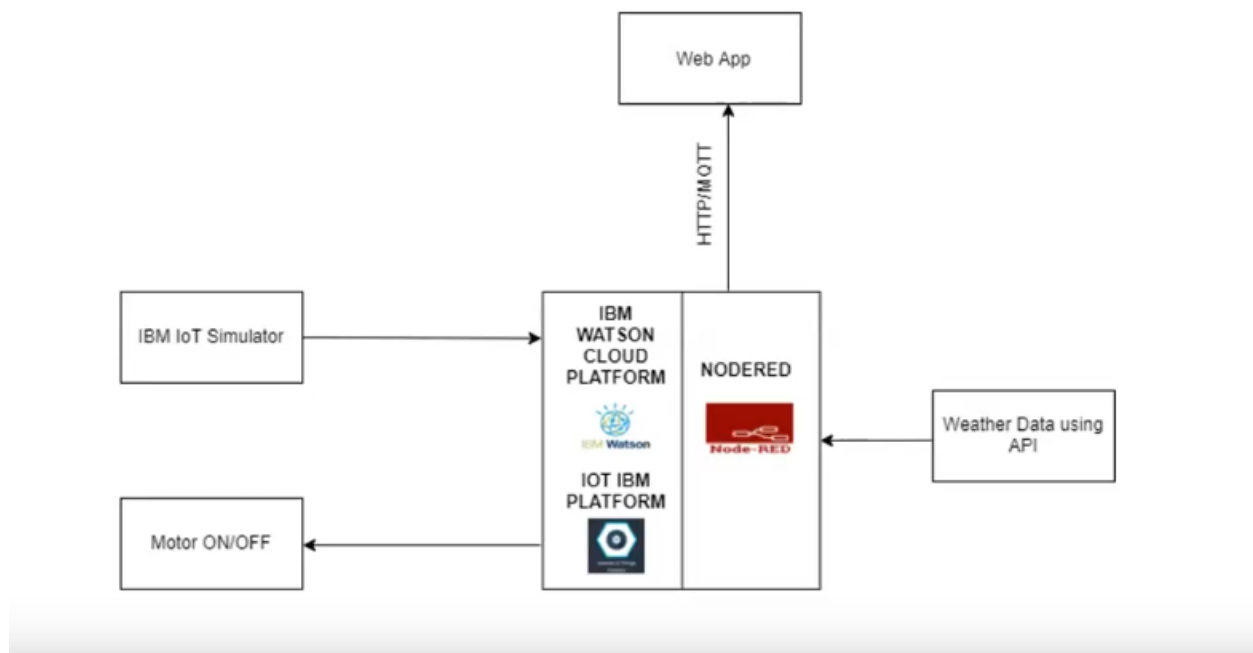 Web App
HTTP/MQTT
IBM IoT Simulator
IBM
WATSON
CLOUD
PLATFORM
IBM Watson
IOT IBM
PLATFORM
NODERED
Node-RED
Weather Data using
API
Motor ON/OFF